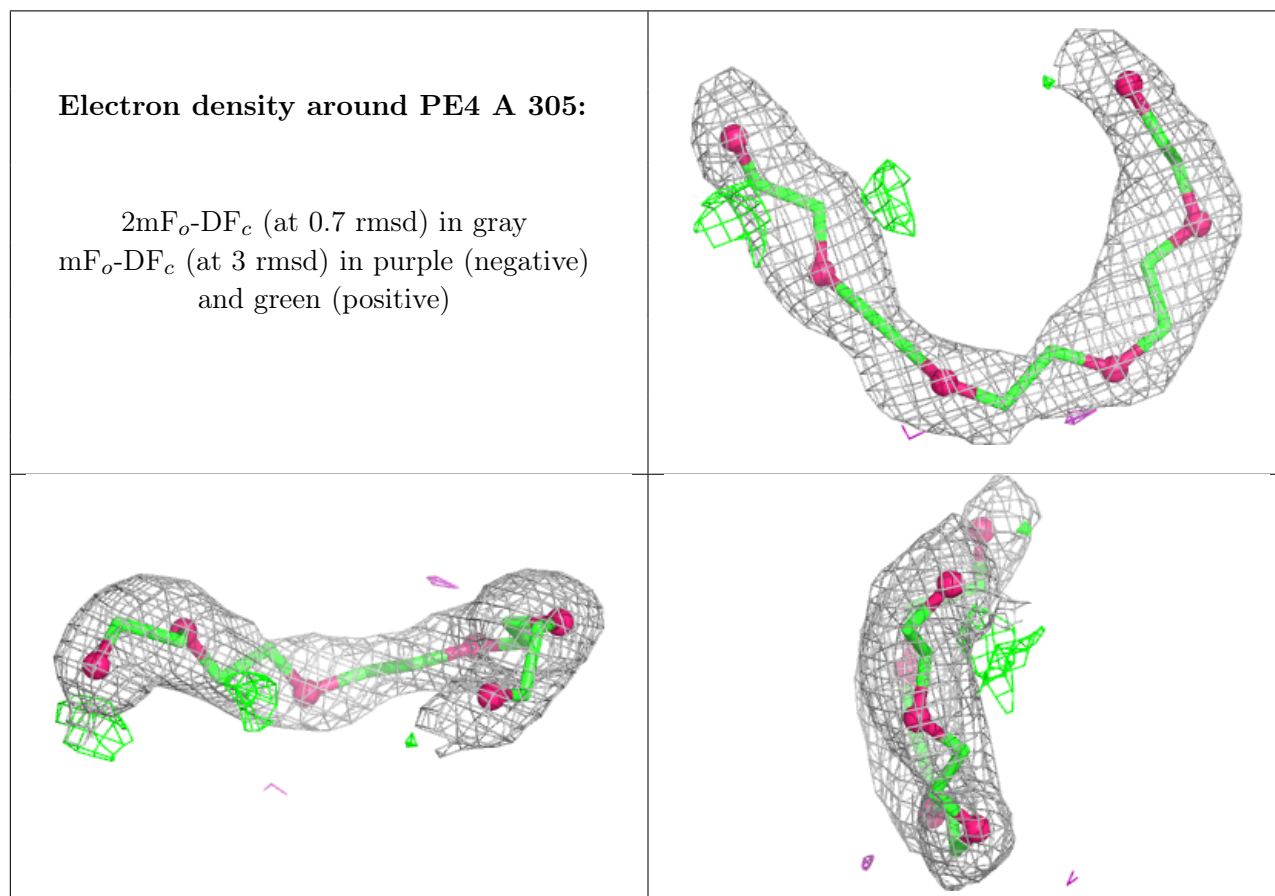 Electron density around PE4 A 305:
2mFo-DFc (at 0.7 rmsd) in gray
mFo-DFc (at 3 rmsd) in purple (negative)
and green (positive)